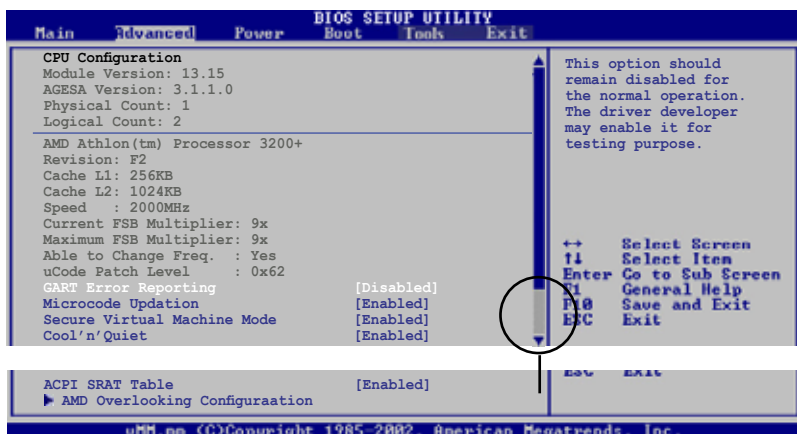 BIOS SETUP UTILITY
Main Advanced Power Boot Tools Exit
CPU Configuration
Module Version: 13.15
AGESA Version: 3.1.1.0
Physical Count: 1
Logical Count: 2
AMD Athlon(tm) Processor 3200+
Revision: F2
Cache L1: 256KB
Cache L2: 1024KB
Speed : 2000MHz
Current FSB Multiplier: 9x
Maximum FSB Multiplier: 9x
Able to Change Freq. : Yes
uCode Patch Level : 0x62
GART Error Reporting [Disabled]
Microcode Updation [Enabled]
Secure Virtual Machine Mode [Enabled]
Cool'n'Quiet [Enabled]
ACPI SRAT Table [Enabled]
AMD Overlooking Configuraation
This option should
remain disabled for
the normal operation.
The driver developer
may enable it for
testing purpose.
↔ Select Screen
↑↓ Select Item
Enter Go to Sub Screen
F1 General Help
F10 Save and Exit
ESC Exit
ESC Exit
(C)Copyright 1985-2002, American Megatrends, Inc.